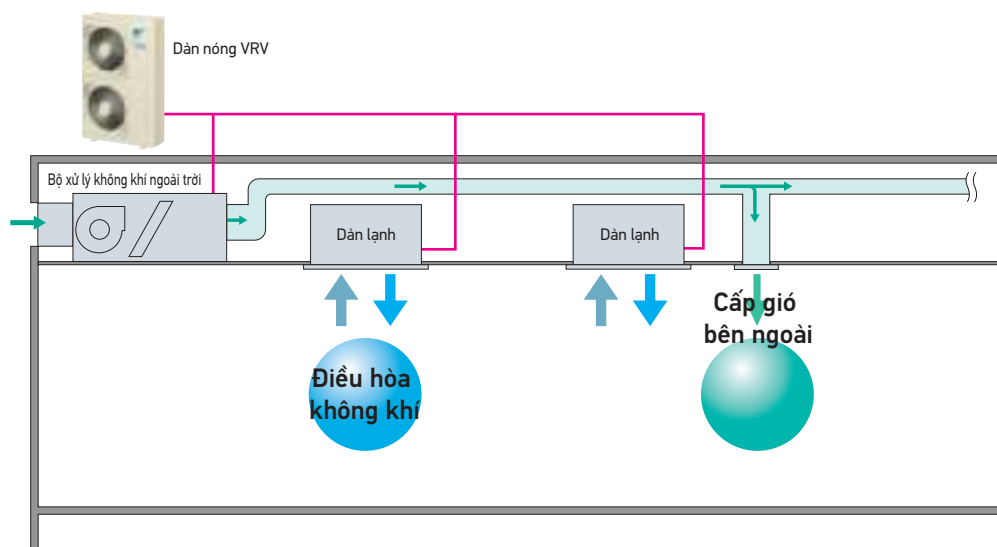 Dàn nóng VRV
Bộ xử lý không khí ngoài trời
Dàn lạnh
Dàn lạnh
Cấp gió
bên ngoài
Điều hòa
không khí